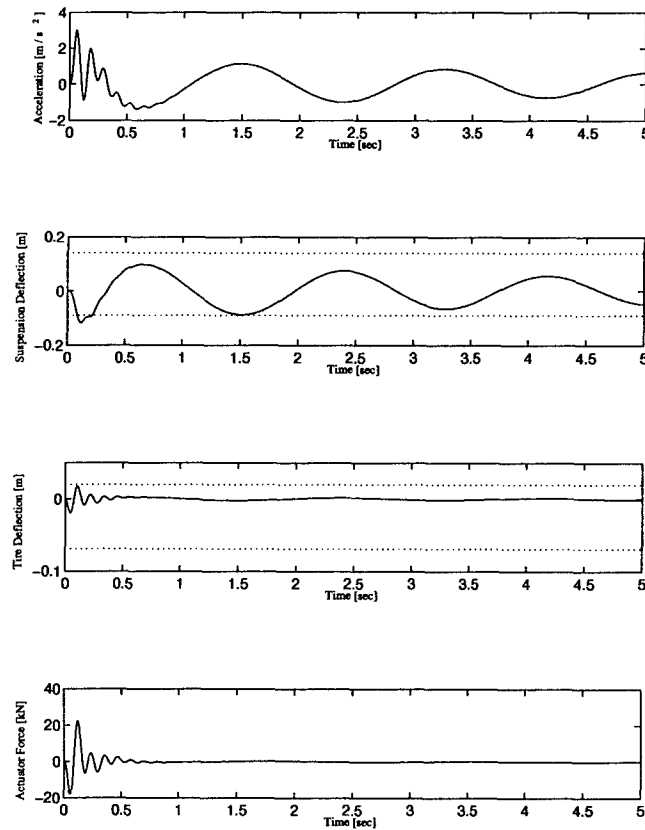 Acceleration [m / s 2 ]
4
2
0
−2
0 0.5 1 1.5 2 2.5 3 3.5 4 4.5 5
Time [sec]
Suspension Deflection [m]
0.2
0
−0.2
0 0.5 1 1.5 2 2.5 3 3.5 4 4.5 5
Time [sec]
Tire Deflection [m]
0
−0.1
0 0.5 1 1.5 2 2.5 3 3.5 4 4.5 5
Time [sec]
Actuator Force [kN]
40
20
0
−20
0 0.5 1 1.5 2 2.5 3 3.5 4 4.5 5
Time [sec]